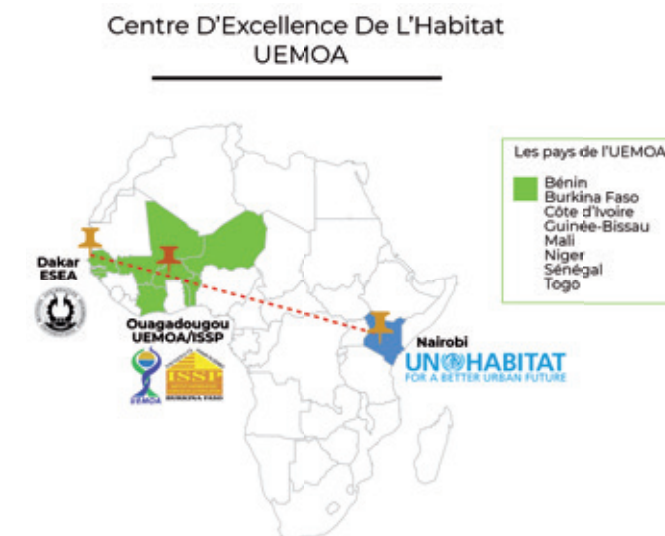 Centre D'Excellence De L'Habitat
UEMOA
Les pays de l'UEMOA
Bénin
Burkina Faso
Côte d'Ivoire
Guinée-Bissau
Mali
Niger
Sénégal
Togo
Dakar
ESEA
Ouagadougou
UEMOA/ISSP
UEMOA
ISSP
BURKINA FASO
Nairobi
UN HABITAT
FOR A BETTER URBAN FUTURE